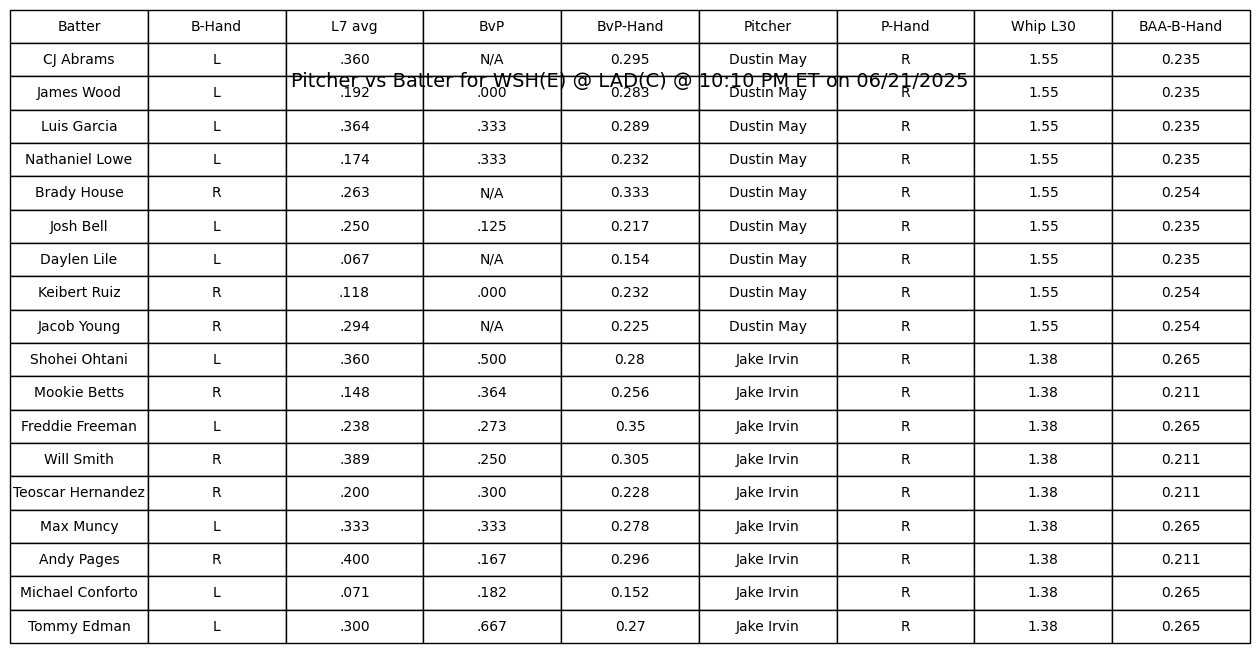 Batter B-Hand L7 avg BvP BvP-Hand Pitcher P-Hand Whip L30 BAA-B-Hand
CJ Abrams L .360 N/A 0.295 Dustin May R 1.55 0.235
Pitcher vs Batter for WSH(E) @ LAD(C) @ 10:10 PM ET on 06/21/2025
James Wood L .192 .000 0.283 Dustin May R 1.55 0.235
Luis Garcia L .364 .333 0.289 Dustin May R 1.55 0.235
Nathaniel Lowe L .174 .333 0.232 Dustin May R 1.55 0.235
Brady House R .263 N/A 0.333 Dustin May R 1.55 0.254
Josh Bell L .250 .125 0.217 Dustin May R 1.55 0.235
Daylen Lile L .067 N/A 0.154 Dustin May R 1.55 0.235
Keibert Ruiz R .118 .000 0.232 Dustin May R 1.55 0.254
Jacob Young R .294 N/A 0.225 Dustin May R 1.55 0.254
Shohei Ohtani L .360 .500 0.28 Jake Irvin R 1.38 0.265
Mookie Betts R .148 .364 0.256 Jake Irvin R 1.38 0.211
Freddie Freeman L .238 .273 0.35 Jake Irvin R 1.38 0.265
Will Smith R .389 .250 0.305 Jake Irvin R 1.38 0.211
Teoscar Hernandez R .200 .300 0.228 Jake Irvin R 1.38 0.211
Max Muncy L .333 .333 0.278 Jake Irvin R 1.38 0.265
Andy Pages R .400 .167 0.296 Jake Irvin R 1.38 0.211
Michael Conforto L .071 .182 0.152 Jake Irvin R 1.38 0.265
Tommy Edman L .300 .667 0.27 Jake Irvin R 1.38 0.265